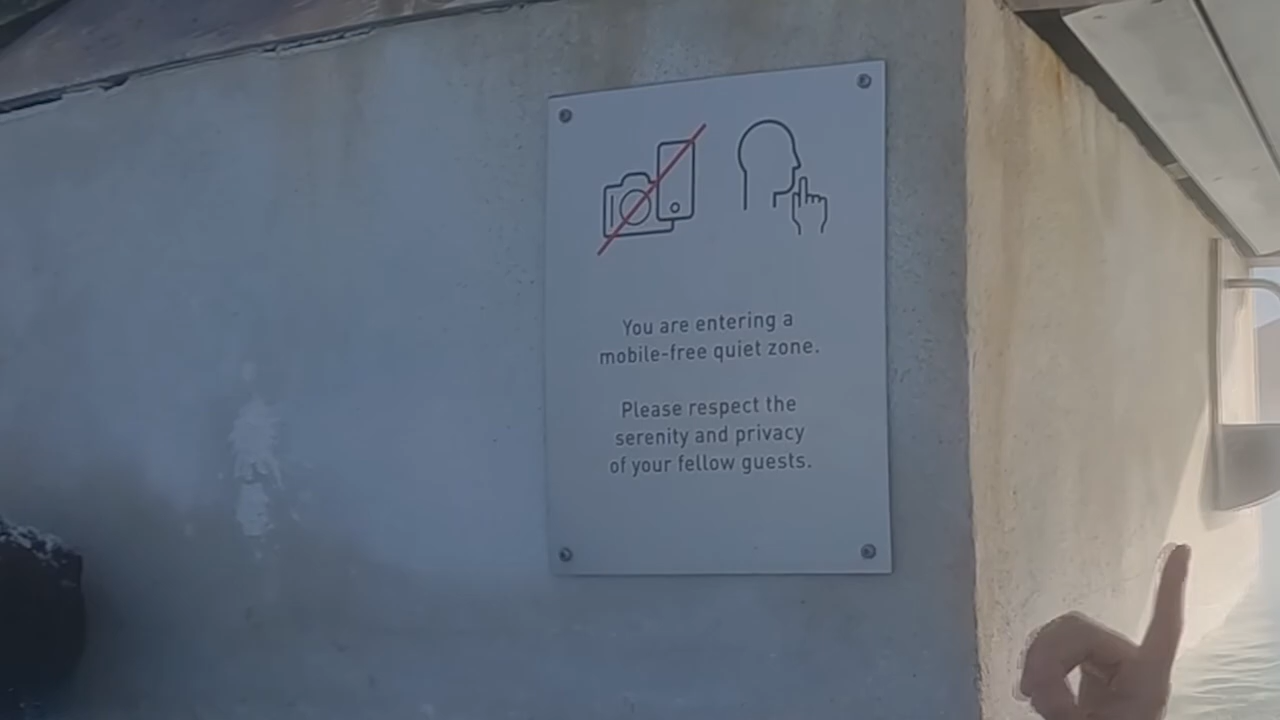 You are entering a
mobile-free quiet zone.
Please respect the
serenity and privacy
of your fellow guests.